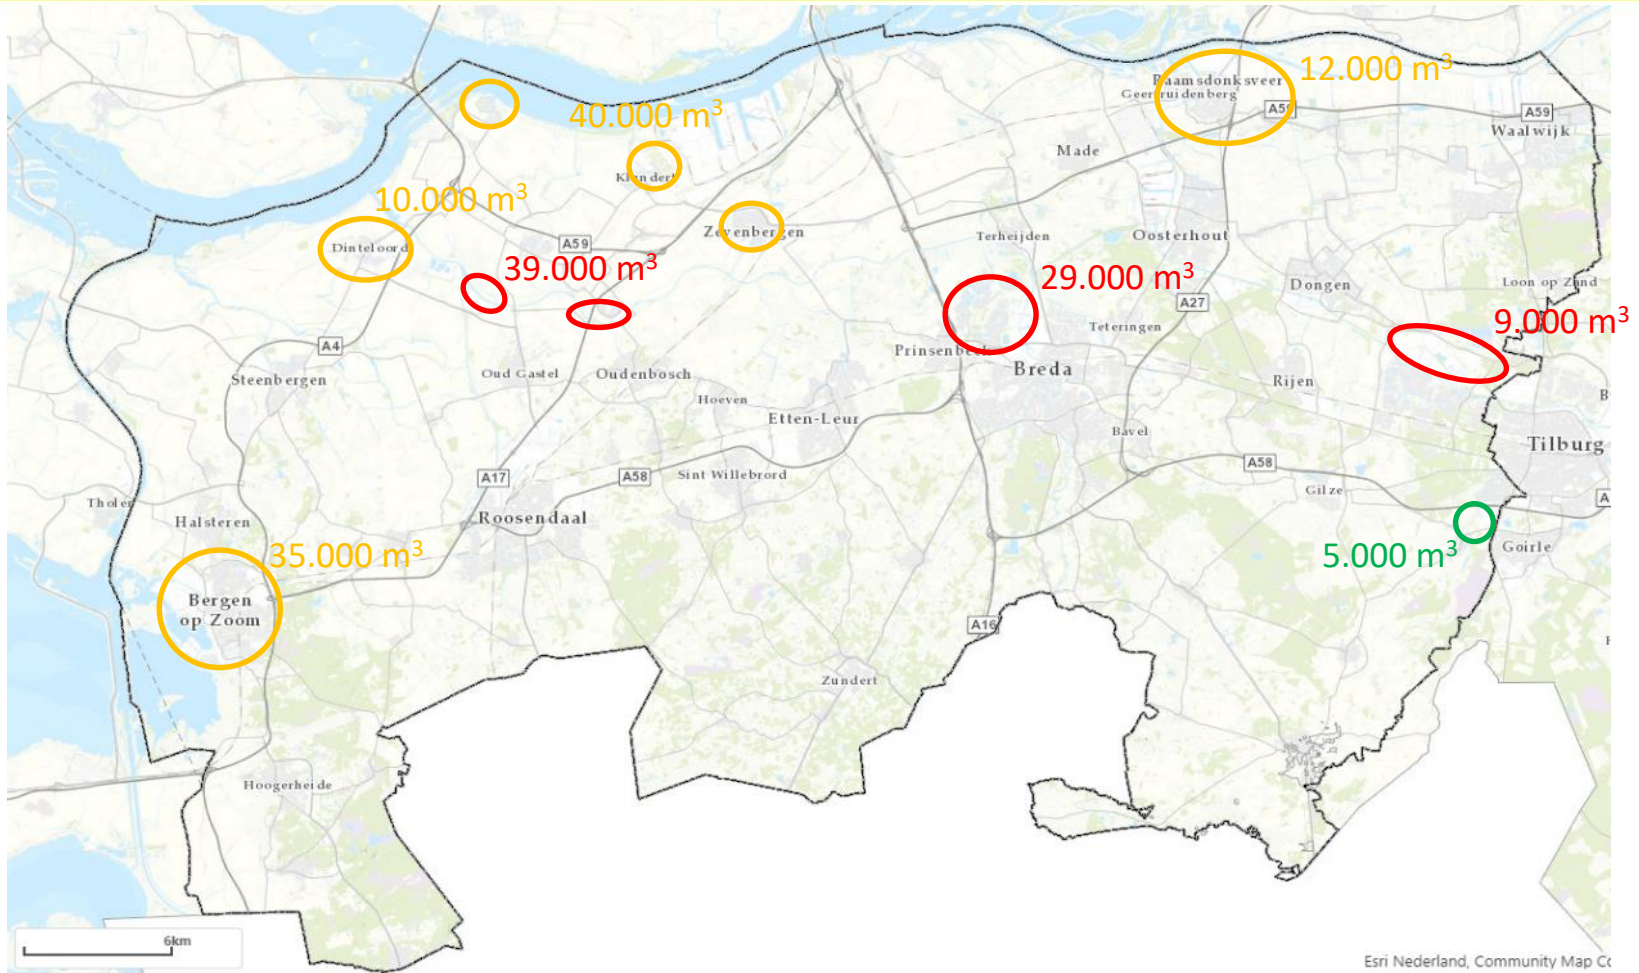 12.000 m³
Raamsdonksveer
Geertruidenberg
A59
A59
Waalwijk
40.000 m³
Made
Klundert
10.000 m³
Dinteloord
A59
Zevenbergen
Terheijden
Oosterhout
39.000 m³
29.000 m³
Dongen
Loon op Zand
A27
9.000 m³
Teteringen
A4
Prinsenbeek
Steenbergen
Oud Gastel
Oudenbosch
Breda
Rijen
Hoeven
Etten-Leur
Bavel
Tilburg
A58
A17
A58
Sint Willebrord
Gilze
Tholen
Halsteren
Roosendaal
35.000 m³
5.000 m³
Goirle
Bergen
op Zoom
A16
Zundert
Hoogerheide
6km
Esri Nederland, Community Map Co